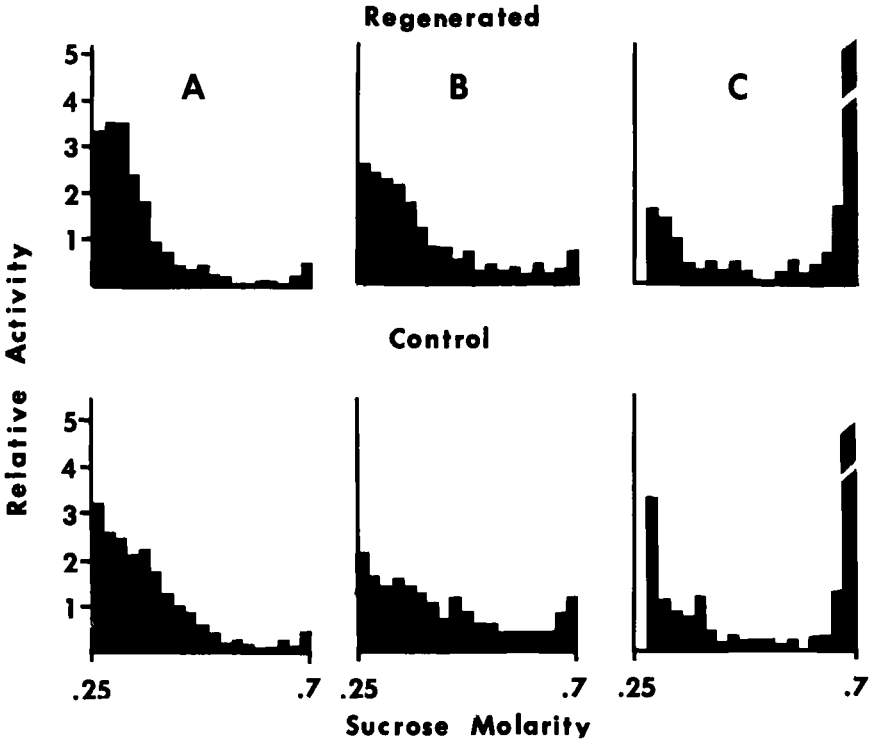 Regenerated
A B C
5
4
3
2
1
Relative Activity
Control
5
4
3
2
1
.25 .7 .25 .7 .25 .7
Sucrose Molarity